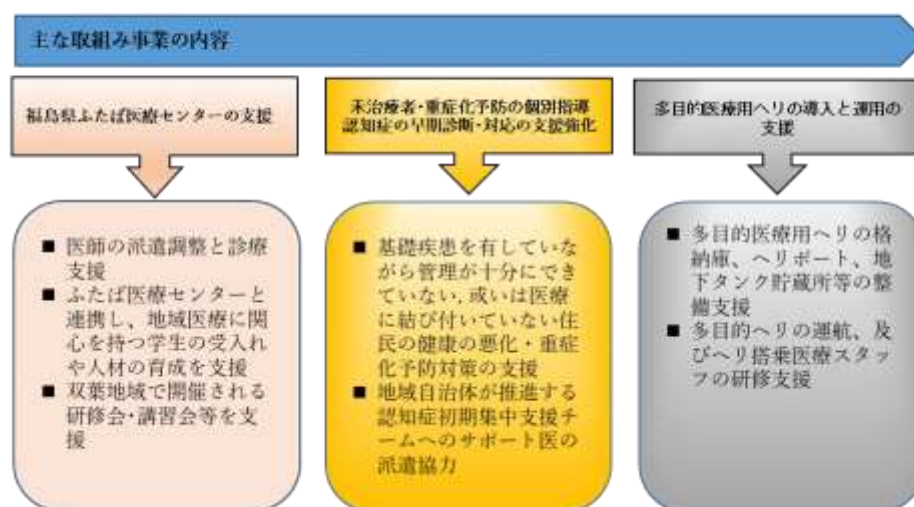 主な取組み事業の内容
福島県ふたば医療センターの支援
未治療者・重症化予防の個別指導
認知症の早期診断・対応の支援強化
多目的医療用ヘリの導入と運用の
支援
■ 医師の派遣調整と診療
支援
■ ふたば医療センターと
連携し、地域医療に関
心を持つ学生の受入れ
や人材の育成を支援
■ 双葉地域で開催される
研修会・講習会等を支
援
■ 基礎疾患を有していな
がら管理が十分にでき
ていない, 或いは医療
に結び付いていない住
民の健康の悪化・重症
化予防対策の支援
■ 地域自治体が推進する
認知症初期集中支援チ
ームへのサポート医の
派遣協力
■ 多目的医療用ヘリの格
納庫、ヘリポート、地
下タンク貯蔵所等の整
備支援
■ 多目的ヘリの運航、及
びヘリ搭乗医療スタッ
フの研修支援